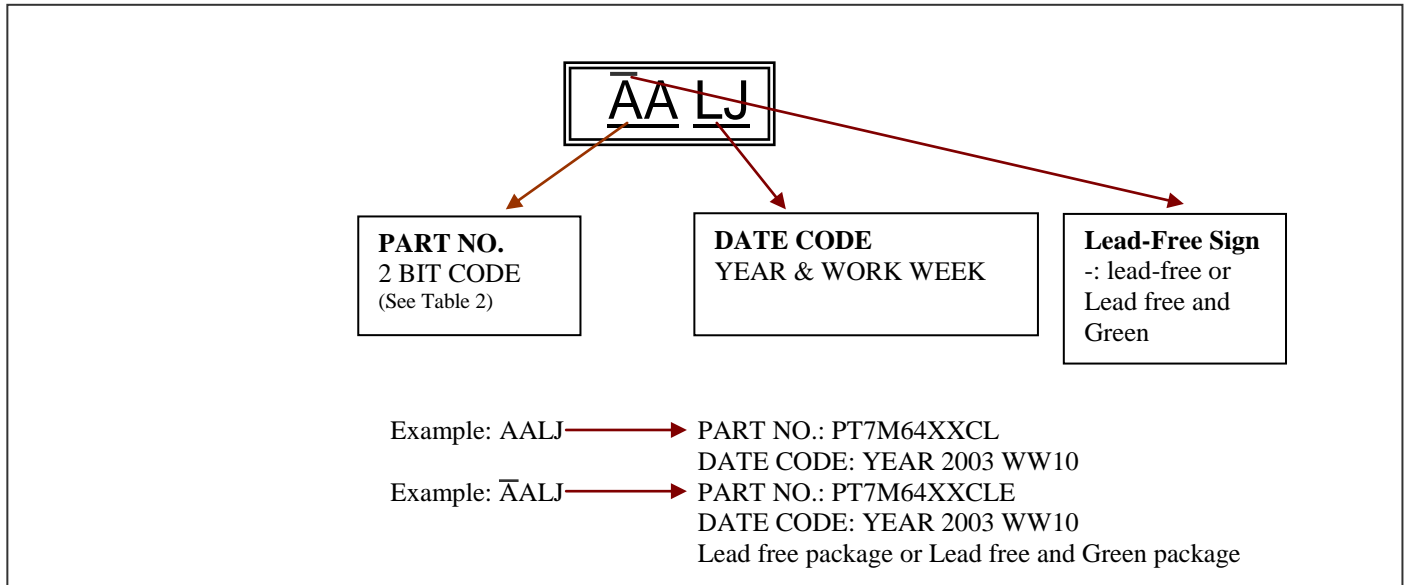 A̅A LJ
PART NO.
2 BIT CODE
(See Table 2)
DATE CODE
YEAR & WORK WEEK
Lead-Free Sign
-: lead-free or
Lead free and
Green
Example: AALJ PART NO.: PT7M64XXCL
DATE CODE: YEAR 2003 WW10
Example: A̅ALJ PART NO.: PT7M64XXCLE
DATE CODE: YEAR 2003 WW10
Lead free package or Lead free and Green package